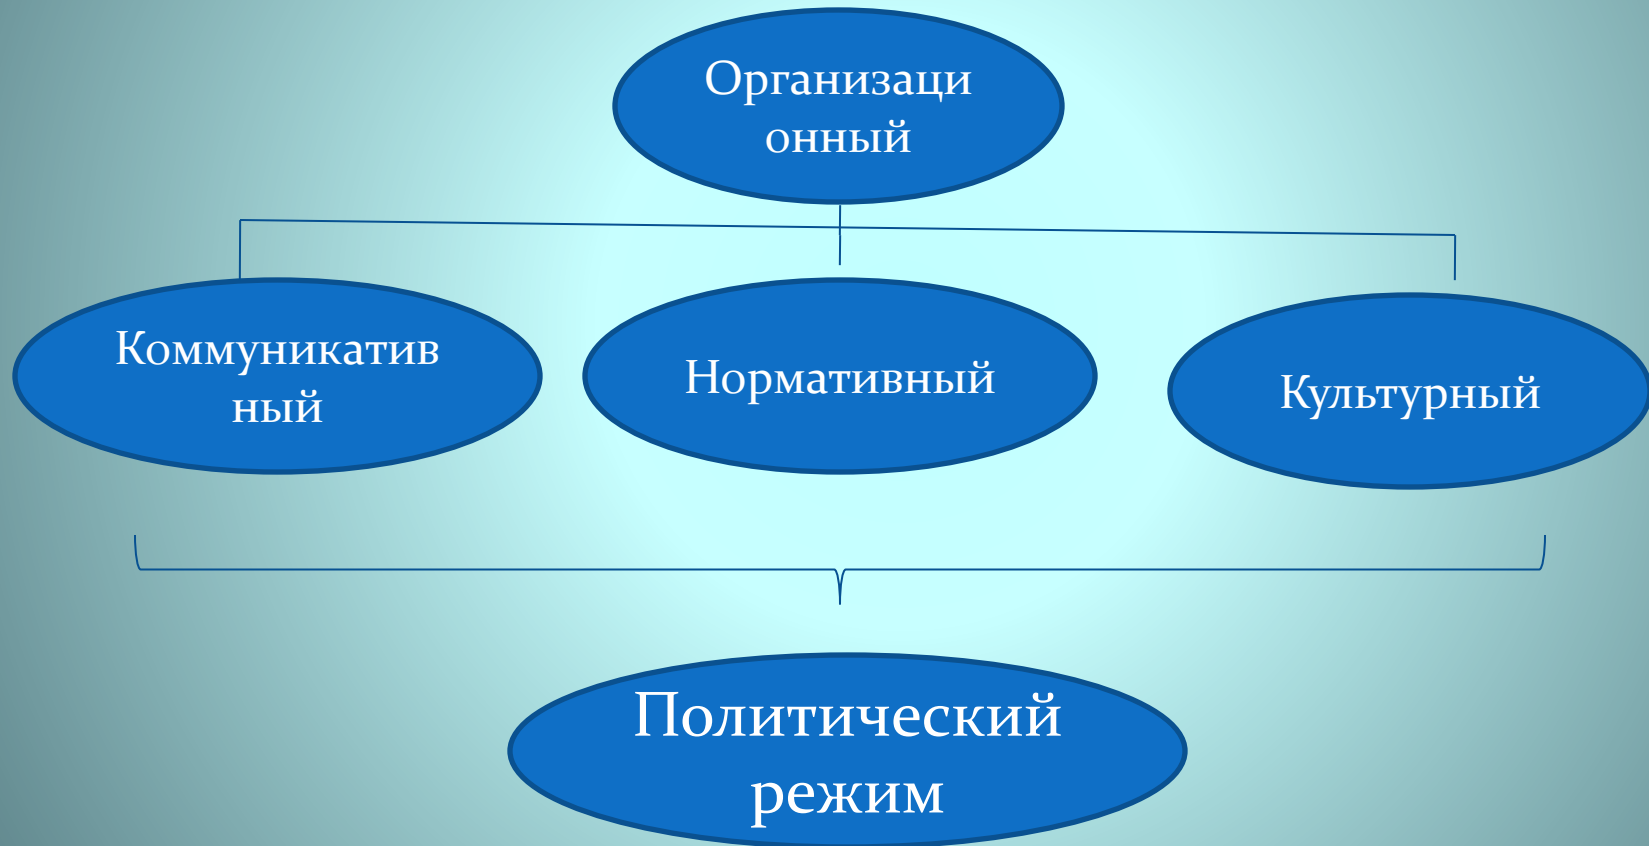 Организаци
онный
Коммуникатив
ный
Нормативный
Культурный
Политический
режим